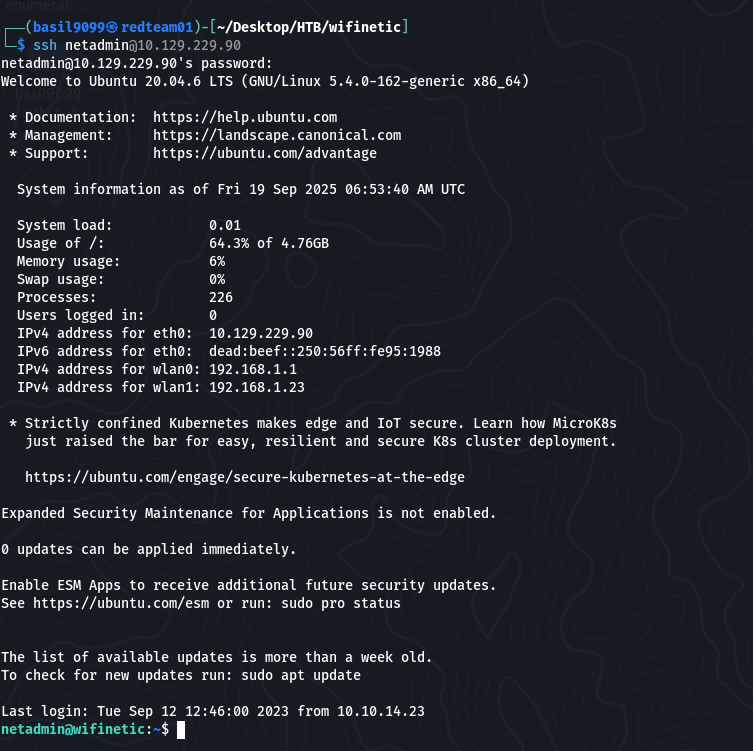 enumerati...
┌──(basil9099㉿redteam01)-[~/Desktop/HTB/wifinetic]
└─$ ssh netadmin@10.129.229.90
netadmin@10.129.229.90's password:
Welcome to Ubuntu 20.04.6 LTS (GNU/Linux 5.4.0-162-generic x86_64)
* Documentation:  https://help.ubuntu.com
* Management:     https://landscape.canonical.com
* Support:        https://ubuntu.com/advantage
System information as of Fri 19 Sep 2025 06:53:40 AM UTC
System load:            0.01
Usage of /:             64.3% of 4.76GB
Memory usage:           6%
Swap usage:             0%
Processes:              226
Users logged in:        0
IPv4 address for eth0:  10.129.229.90
IPv6 address for eth0:  dead:beef::250:56ff:fe95:1988
IPv4 address for wlan0: 192.168.1.1
IPv4 address for wlan1: 192.168.1.23
* Strictly confined Kubernetes makes edge and IoT secure. Learn how MicroK8s
just raised the bar for easy, resilient and secure K8s cluster deployment.
https://ubuntu.com/engage/secure-kubernetes-at-the-edge
Expanded Security Maintenance for Applications is not enabled.
0 updates can be applied immediately.
Enable ESM Apps to receive additional future security updates.
See https://ubuntu.com/esm or run: sudo pro status
The list of available updates is more than a week old.
To check for new updates run: sudo apt update
Last login: Tue Sep 12 12:46:00 2023 from 10.10.14.23
netadmin@wifinetic:~$